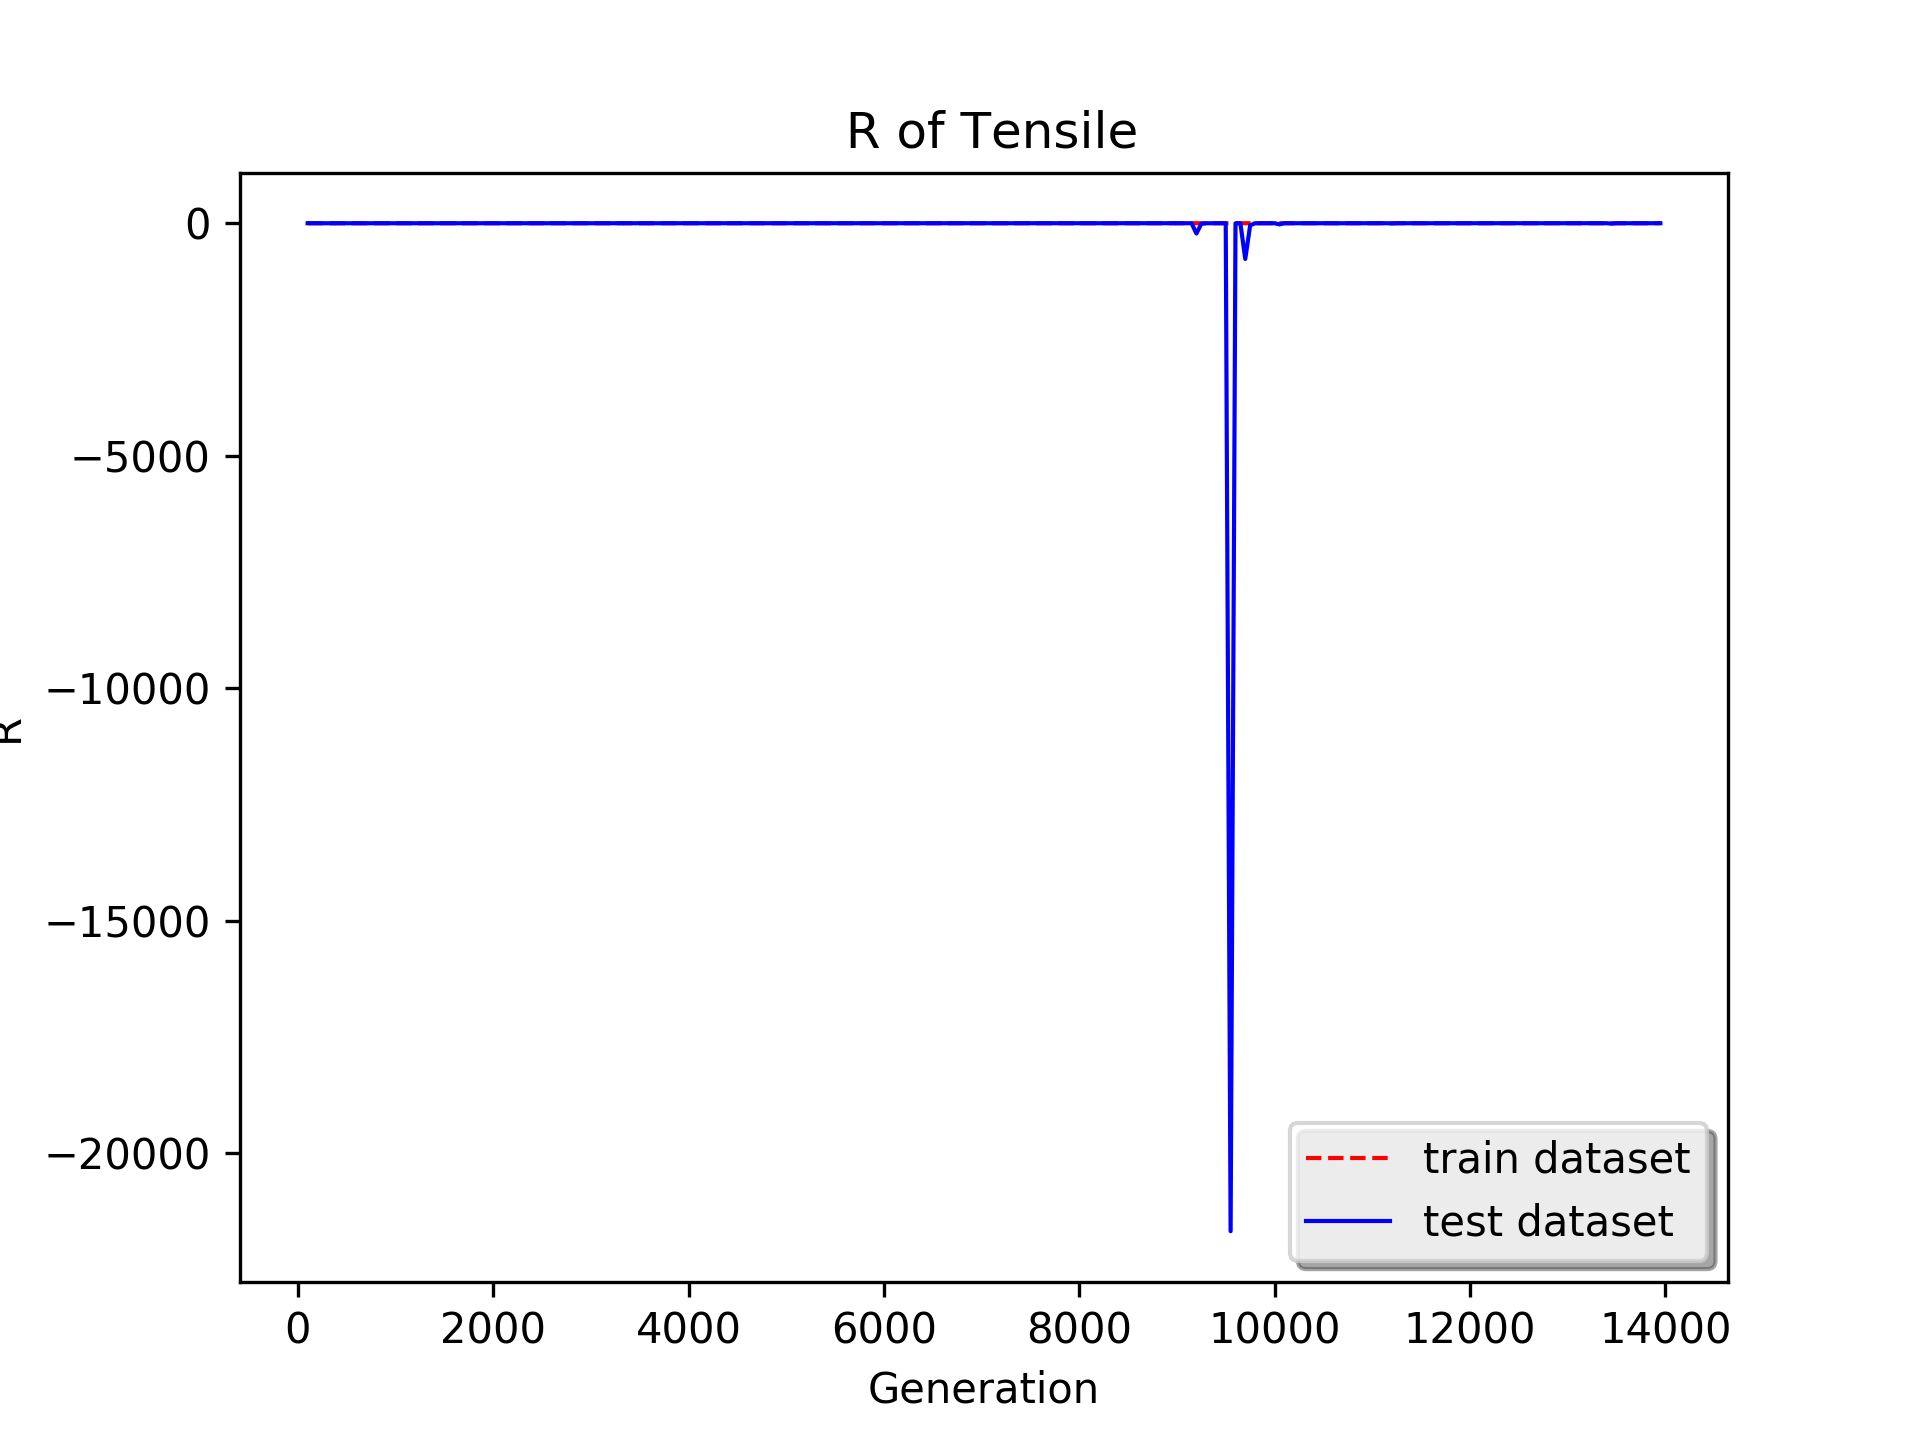 R of Tensile
0
−5000
−10000
−15000
−20000
R
train dataset
test dataset
0 2000 4000 6000 8000 10000 12000 14000
Generation